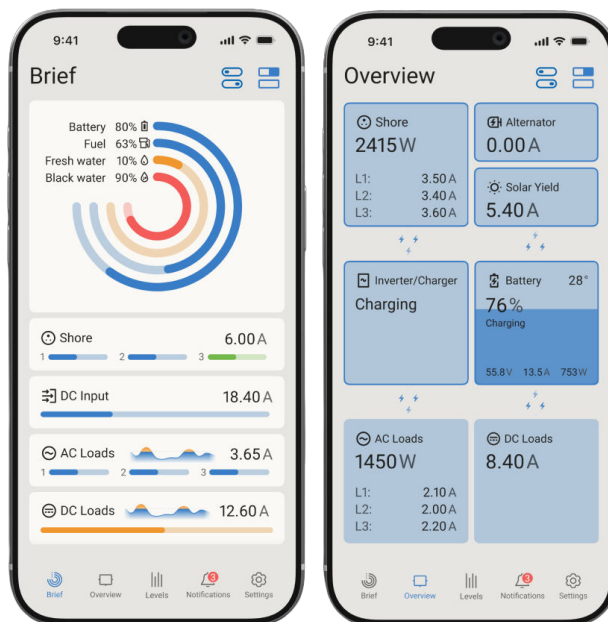 9:41
Brief
Battery 80%
Fuel 63%
Fresh water 10%
Black water 90%
Shore 6.00 A
1 2 3
DC Input 18.40 A
AC Loads 3.65 A
1 2 3
DC Loads 12.60 A
3
Brief Overview Levels Notifications Settings
9:41
Overview
Shore
2415 W
L1: 3.50 A
L2: 3.40 A
L3: 3.60 A
Alternator
0.00 A
Solar Yield
5.40 A
Inverter/Charger
Charging
Battery 28°
76%
Charging
55.8 V 13.5 A 753 W
AC Loads
1450 W
L1: 2.10 A
L2: 2.00 A
L3: 2.20 A
DC Loads
8.40 A
3
Brief Overview Levels Notifications Settings